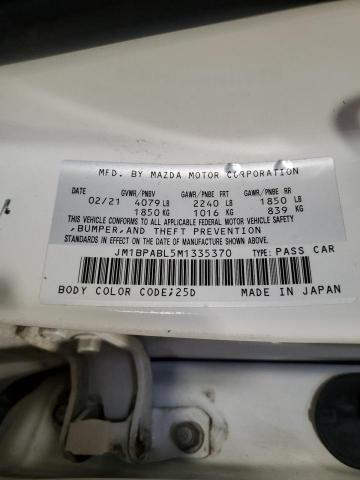 MFD. BY MAZDA MOTOR CORPORATION
GVWR/PNBV GAWR/PNBE FRT GAWR/PNBE RR
02/21 4079 LB 2240 LB 1850 LB
1850 KG 1016 KG 839 KG
THIS VEHICLE CONFORMS TO ALL APPLICABLE FEDERAL MOTOR VEHICLE SAFETY
,BUMPER,AND THEFT PREVENTION
STANDARDS IN EFFECT ON THE DATE OF MANUFACTURE SHOWN ABOVE.
JM1BPABL5M1335370 TYPE: PASS CAR
BODY COLOR CODE;25D MADE IN JAPAN